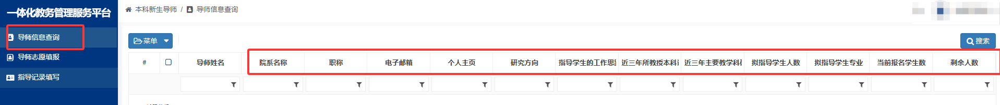 一体化教务管理服务平台
本科新生导师 / 导师信息查询
导师信息查询
菜单
搜索
导师志愿填报
# 导师姓名 院系名称 职称 电子邮箱 个人主页 研究方向 指导学生的工作思路 近三年所教授本科 近三年主要教学科研 拟指导学生人数 拟指导学生专业 当前报名学生数 剩余人数
指导记录填写